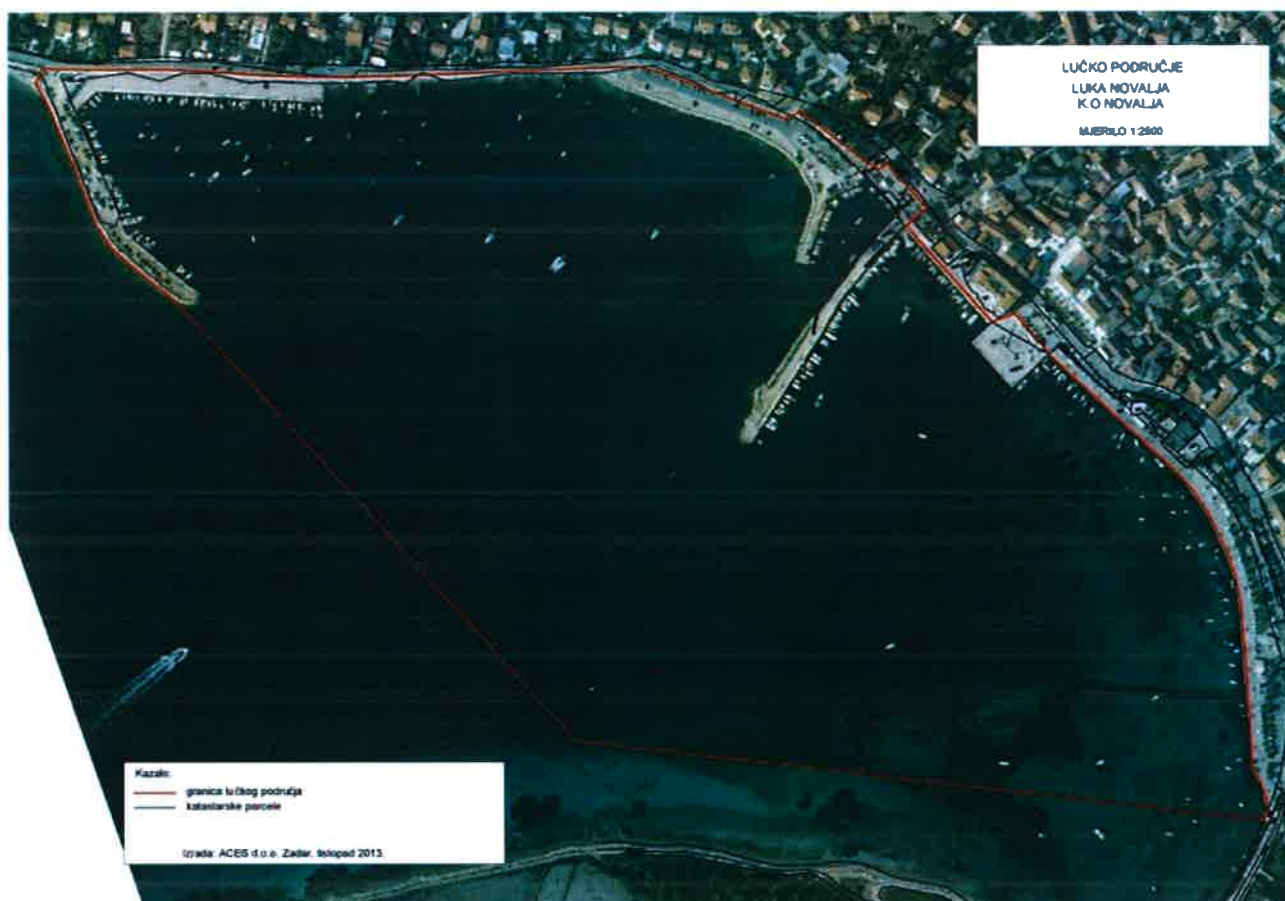 LUČKO PODRUČJE
LUKA NOVALJA
K.O NOVALJA
MJERILO 1:2500
Kazalo:
granica lučkog područja
katastarske parcele
Izrada: ACES d.o.o. Zadar, listopad 2013.